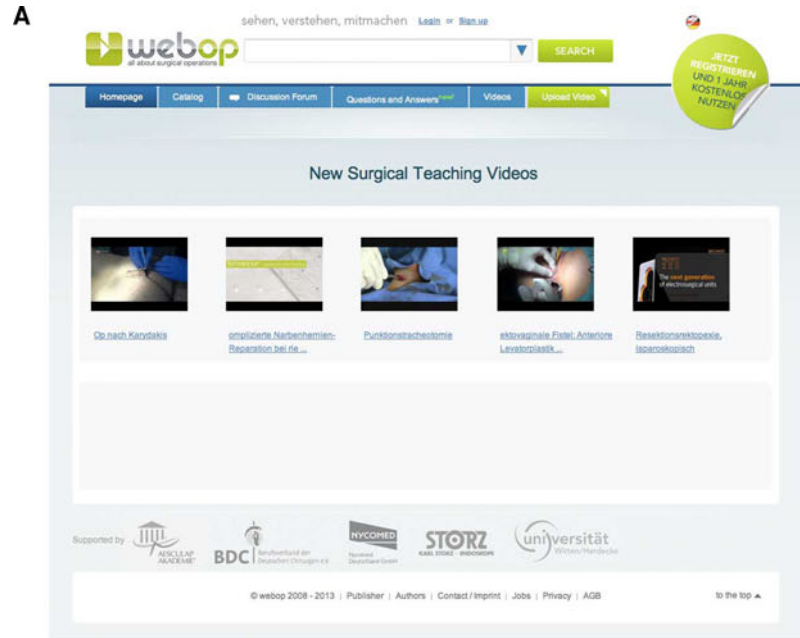 A
sehen, verstehen, mitmachen Login or Sign up
webop
all about surgical operations
SEARCH
JETZT
REGISTRIEREN
UND 1 JAHR
KOSTENLOS
NUTZEN
Homepage Catalog Discussion Forum Questions and Answers new! Videos Upload Video
New Surgical Teaching Videos
The next generation
of electrosurgical units
Op nach Karydakis
omplizierte Narbenhernien-
Reparation bei rie ...
Punktionstracheotomie
ektovaginale Fistel: Anteriore
Levatorplastik ...
Resektionsrektopexie,
laparoskopisch
Supported by
AESCULAP
AKADEMIE
BDC Berufsverband der
Deutschen Chirurgen e.V.
NYCOMED
Nycomed
Deutschland GmbH
STORZ
KARL STORZ - ENDOSKOPE
universität
Witten/Herdecke
© webop 2008 - 2013 | Publisher | Authors | Contact / Imprint | Jobs | Privacy | AGB
to the top